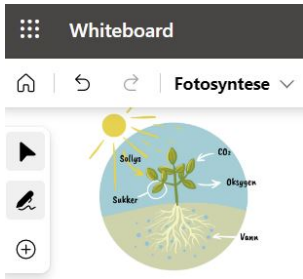 Whiteboard
Fotosyntese
Sollys
CO₂
Oksygen
Sukker
Vann